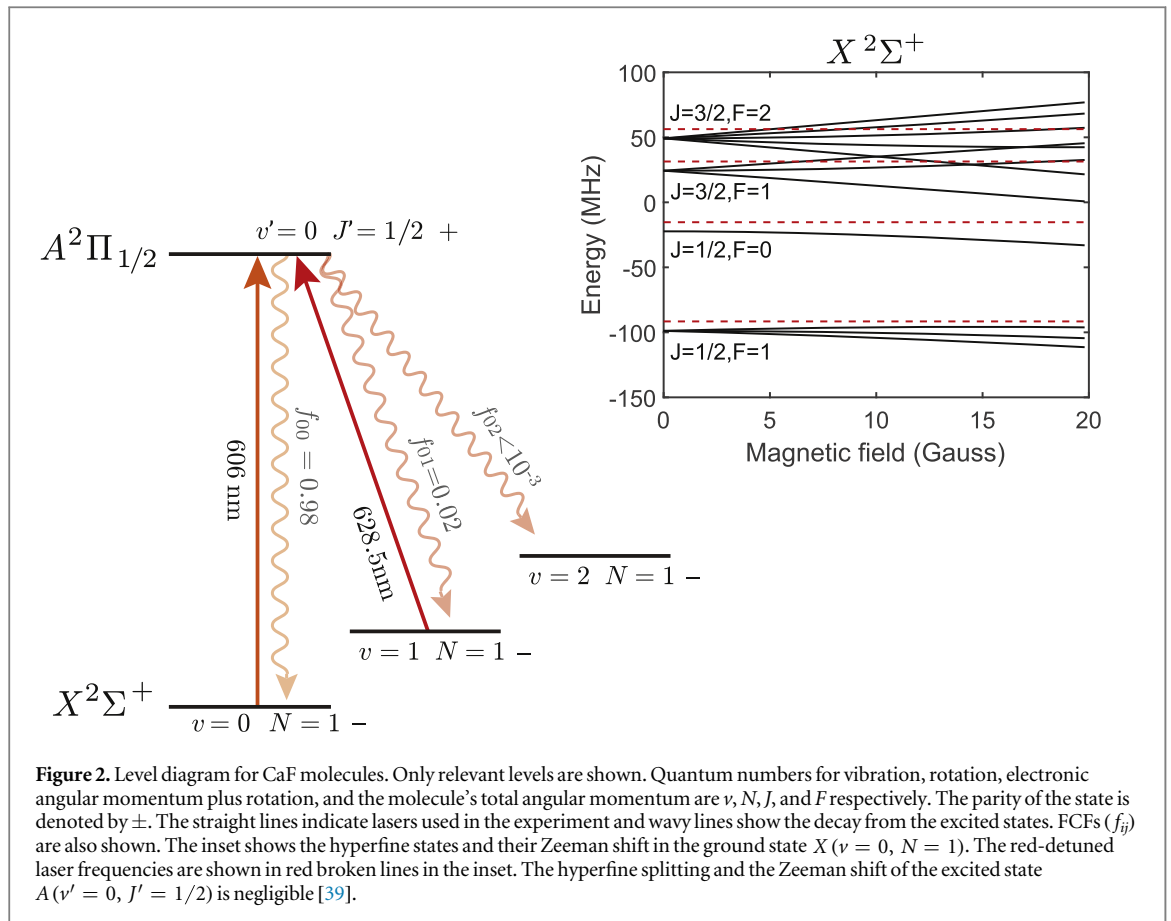 X ²Σ⁺
100
50
0
-50
-100
-150
Energy (MHz)
J=3/2,F=2
J=3/2,F=1
J=1/2,F=0
J=1/2,F=1
0 5 10 15 20
Magnetic field (Gauss)
v′= 0 J′= 1/2 +
A²Π₁/₂
606 nm
f₀₀ = 0.98
628.5nm
f₀₁=0.02
f₀₂<10⁻³
v = 2 N = 1 −
v = 1 N = 1 −
X²Σ⁺
v = 0 N = 1 −
Figure 2. Level diagram for CaF molecules. Only relevant levels are shown. Quantum numbers for vibration, rotation, electronic
angular momentum plus rotation, and the molecule's total angular momentum are v, N, J, and F respectively. The parity of the state is
denoted by ±. The straight lines indicate lasers used in the experiment and wavy lines show the decay from the excited states. FCFs (fᵢⱼ)
are also shown. The inset shows the hyperfine states and their Zeeman shift in the ground state X (v = 0, N = 1). The red-detuned
laser frequencies are shown in red broken lines in the inset. The hyperfine splitting and the Zeeman shift of the excited state
A (v′ = 0, J′ = 1/2) is negligible [39].